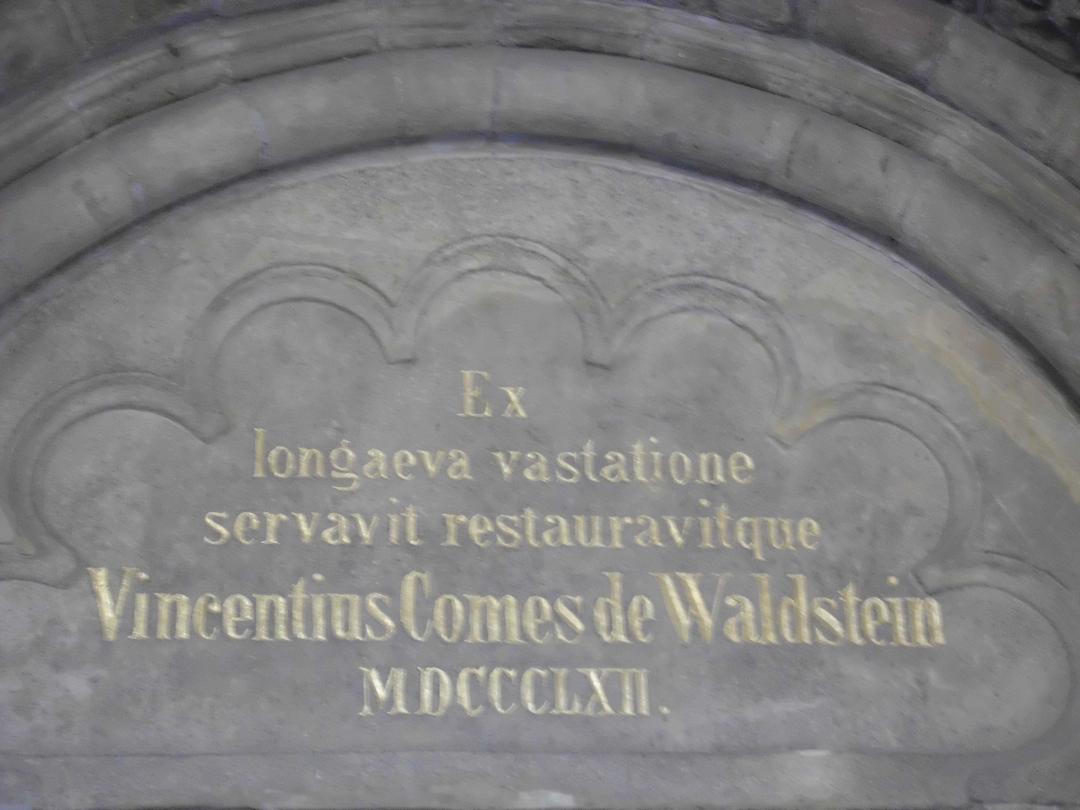 Ex
longaeva vastatione
servavit restauravitque
Vincentius Comes de Waldstein
MDCCCLXII.